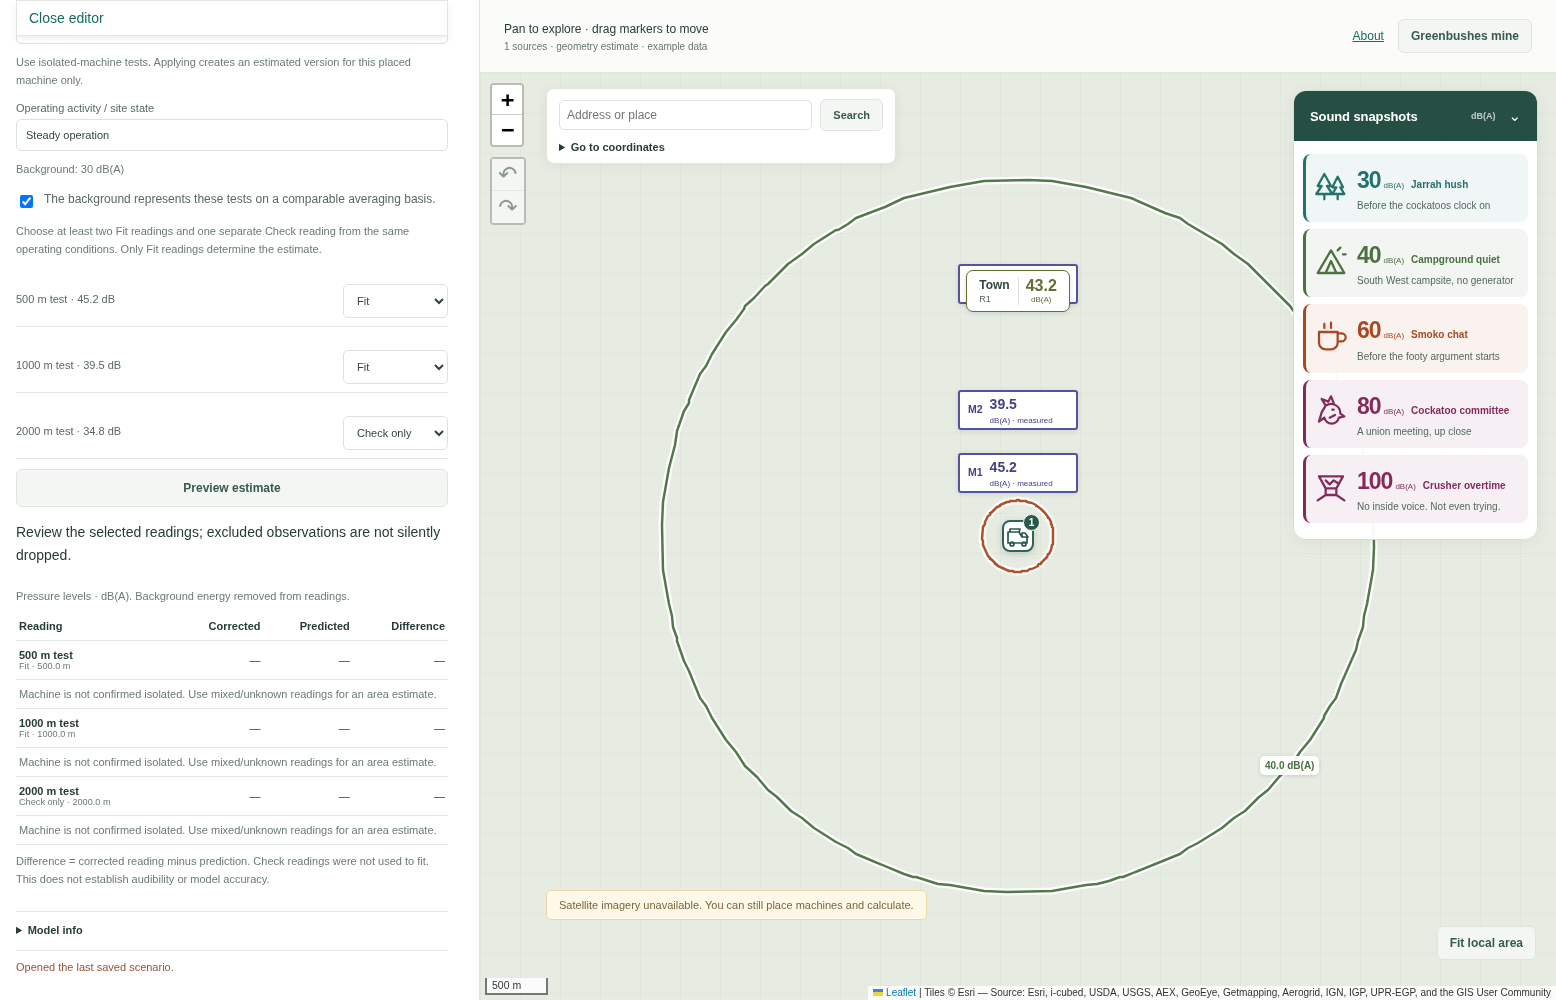 Close editor
Use isolated-machine tests. Applying creates an estimated version for this placed
machine only.
Operating activity / site state
Steady operation
Background: 30 dB(A)
The background represents these tests on a comparable averaging basis.
Choose at least two Fit readings and one separate Check reading from the same
operating conditions. Only Fit readings determine the estimate.
500 m test · 45.2 dB
Fit
1000 m test · 39.5 dB
Fit
2000 m test · 34.8 dB
Check only
Preview estimate
Review the selected readings; excluded observations are not silently
dropped.
Pressure levels · dB(A). Background energy removed from readings.
Reading Corrected Predicted Difference
500 m test
Fit · 500.0 m
— — —
Machine is not confirmed isolated. Use mixed/unknown readings for an area estimate.
1000 m test
Fit · 1000.0 m
— — —
Machine is not confirmed isolated. Use mixed/unknown readings for an area estimate.
2000 m test
Check only · 2000.0 m
— — —
Machine is not confirmed isolated. Use mixed/unknown readings for an area estimate.
Difference = corrected reading minus prediction. Check readings were not used to fit.
This does not establish audibility or model accuracy.
Model info
Opened the last saved scenario.
Pan to explore · drag markers to move
1 sources · geometry estimate · example data
About
Greenbushes mine
+
−
Address or place
Search
Go to coordinates
Town
R1
43.2
dB(A)
M2 39.5
dB(A) · measured
M1 45.2
dB(A) · measured
1
40.0 dB(A)
Sound snapshots dB(A)
30 dB(A) Jarrah hush
Before the cockatoos clock on
40 dB(A) Campground quiet
South West campsite, no generator
60 dB(A) Smoko chat
Before the footy argument starts
80 dB(A) Cockatoo committee
A union meeting, up close
100 dB(A) Crusher overtime
No inside voice. Not even trying.
Satellite imagery unavailable. You can still place machines and calculate.
Fit local area
500 m
Leaflet | Tiles © Esri — Source: Esri, i-cubed, USDA, USGS, AEX, GeoEye, Getmapping, Aerogrid, IGN, IGP, UPR-EGP, and the GIS User Community